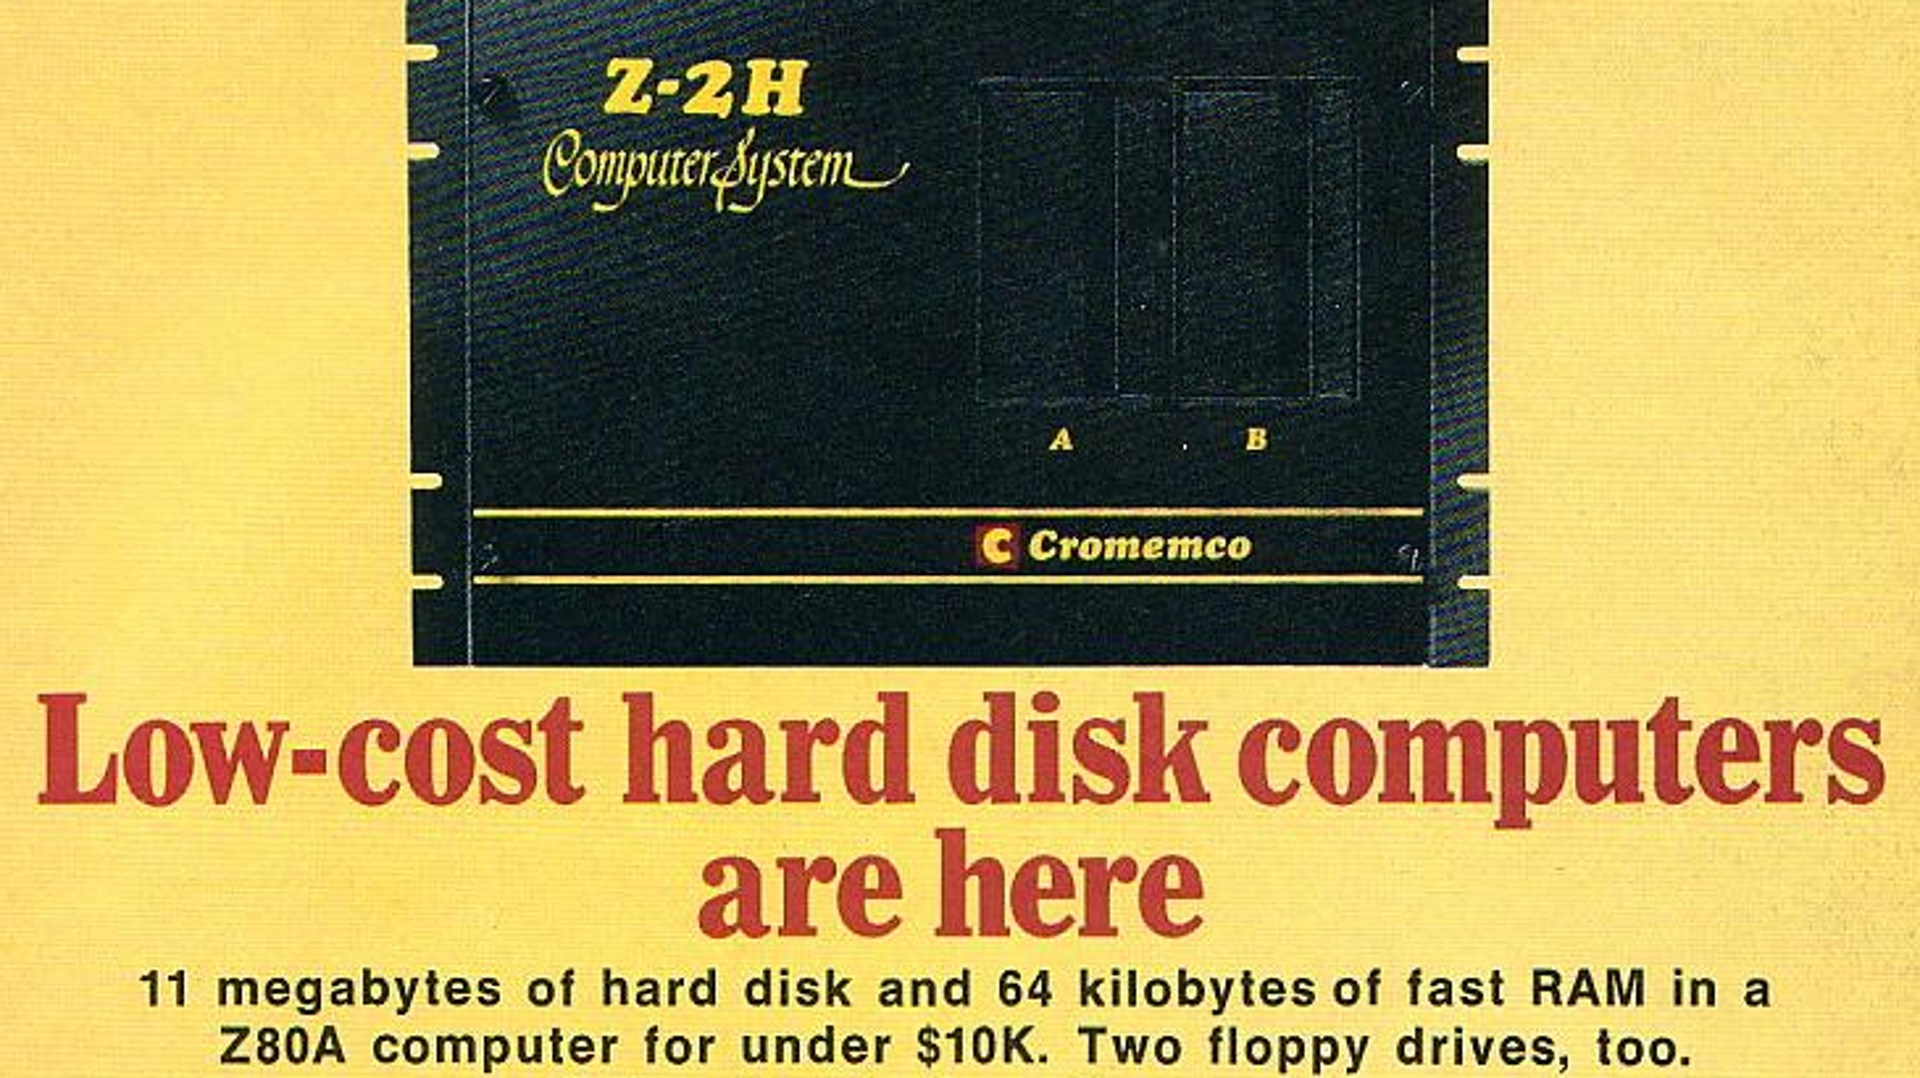 Z-2H
Computer System
A B
C Cromemco
Low-cost hard disk computers
are here
11 megabytes of hard disk and 64 kilobytes of fast RAM in a
Z80A computer for under $10K. Two floppy drives, too.